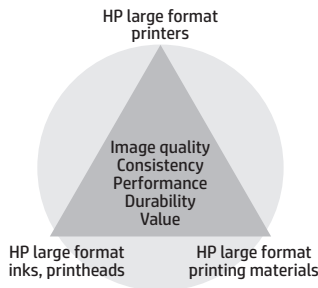 HP large format
printers
Image quality
Consistency
Performance
Durability
Value
HP large format
inks, printheads
HP large format
printing materials